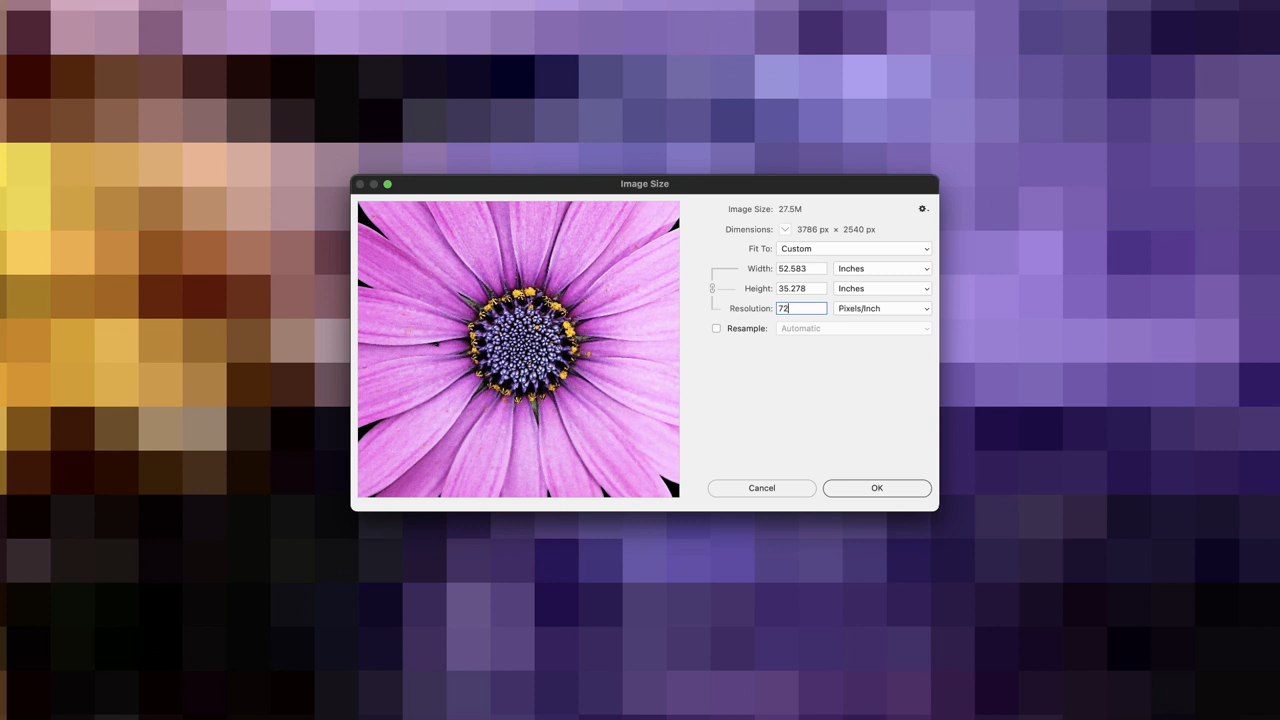 Image Size
Image Size: 27.5M
Dimensions: 3786 px × 2540 px
Fit To: Custom
Width: 52.583 Inches
Height: 35.278 Inches
Resolution: 72 Pixels/Inch
Resample: Automatic
Cancel OK